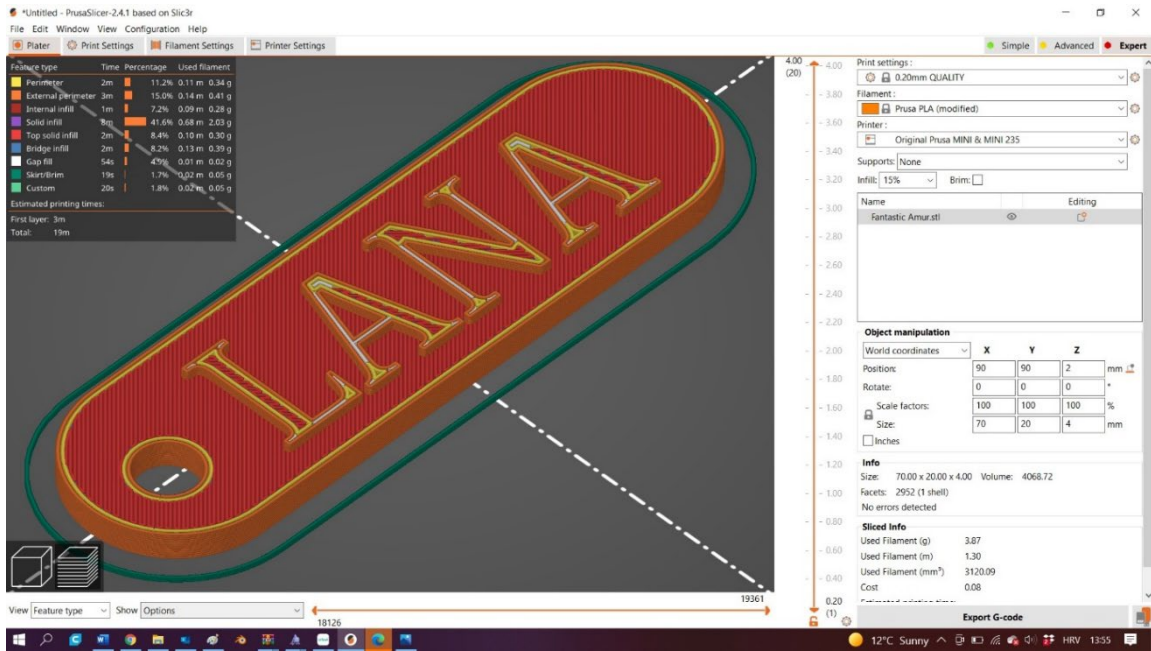 *Untitled - PrusaSlicer-2.4.1 based on Slic3r
File Edit Window View Configuration Help
Plater Print Settings Filament Settings Printer Settings Simple Advanced Expert
Feature type Time Percentage Used filament
Perimeter 2m 11.2% 0.11 m 0.34 g
External perimeter 3m 15.0% 0.14 m 0.41 g
Internal infill 1m 7.2% 0.09 m 0.28 g
Solid infill 8m 41.6% 0.68 m 2.03 g
Top solid infill 2m 8.4% 0.10 m 0.30 g
Bridge infill 2m 8.2% 0.13 m 0.39 g
Gap fill 54s 4.9% 0.01 m 0.02 g
Skirt/Brim 19s 1.7% 0.02 m 0.05 g
Custom 20s 1.8% 0.02 m 0.05 g
Estimated printing times:
First layer: 3m
Total: 19m
LANA
4.00
(20)
4.00
3.80
3.60
3.40
3.20
3.00
2.80
2.60
2.40
2.20
2.00
1.80
1.60
1.40
1.20
1.00
0.80
0.60
0.40
0.20
(1)
Print settings :
0.20mm QUALITY
Filament :
Prusa PLA (modified)
Printer :
Original Prusa MINI & MINI 235
Supports: None
Infill: 15% Brim:
Name Editing
Fantastic Amur.stl
Object manipulation
World coordinates X Y Z
Position: 90 90 2 mm
Rotate: 0 0 0 °
Scale factors: 100 100 100 %
Size: 70 20 4 mm
Inches
Info
Size: 70.00 x 20.00 x 4.00 Volume: 4068.72
Facets: 2952 (1 shell)
No errors detected
Sliced Info
Used Filament (g) 3.87
Used Filament (m) 1.30
Used Filament (mm³) 3120.09
Cost 0.08
Estimated printing time:
View Feature type Show Options
19361
18126
Export G-code
12°C Sunny HRV 13:55